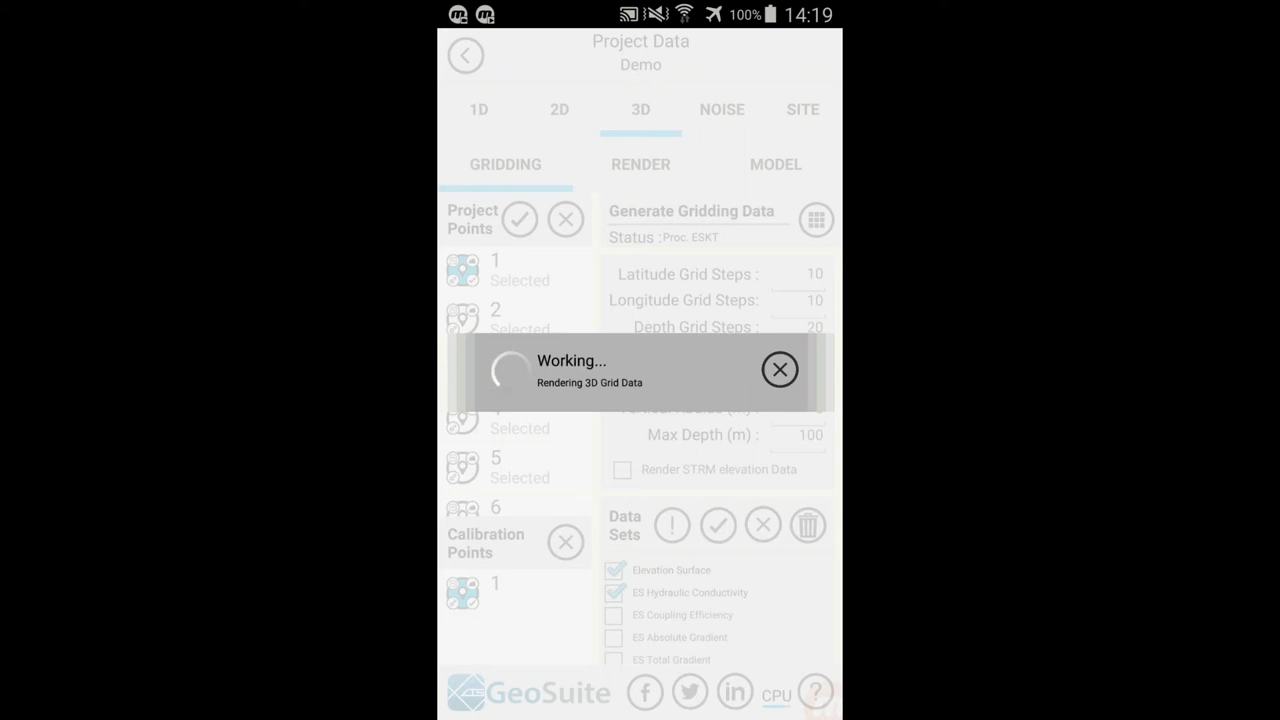 100% 14:19
Project Data
Demo
1D 2D 3D NOISE SITE
GRIDDING RENDER MODEL
Project
Points
1
Selected
2
Selected
5
Selected
6
Calibration
Points
1
Generate Gridding Data
Status : Proc. ESKT
Latitude Grid Steps : 10
Longitude Grid Steps: 10
Depth Grid Steps : 20
Working...
Rendering 3D Grid Data
Max Depth (m) : 100
Render STRM elevation Data
Data
Sets
Elevation Surface
ES Hydraulic Conductivity
ES Coupling Efficiency
ES Absolute Gradient
ES Total Gradient
GeoSuite CPU ?